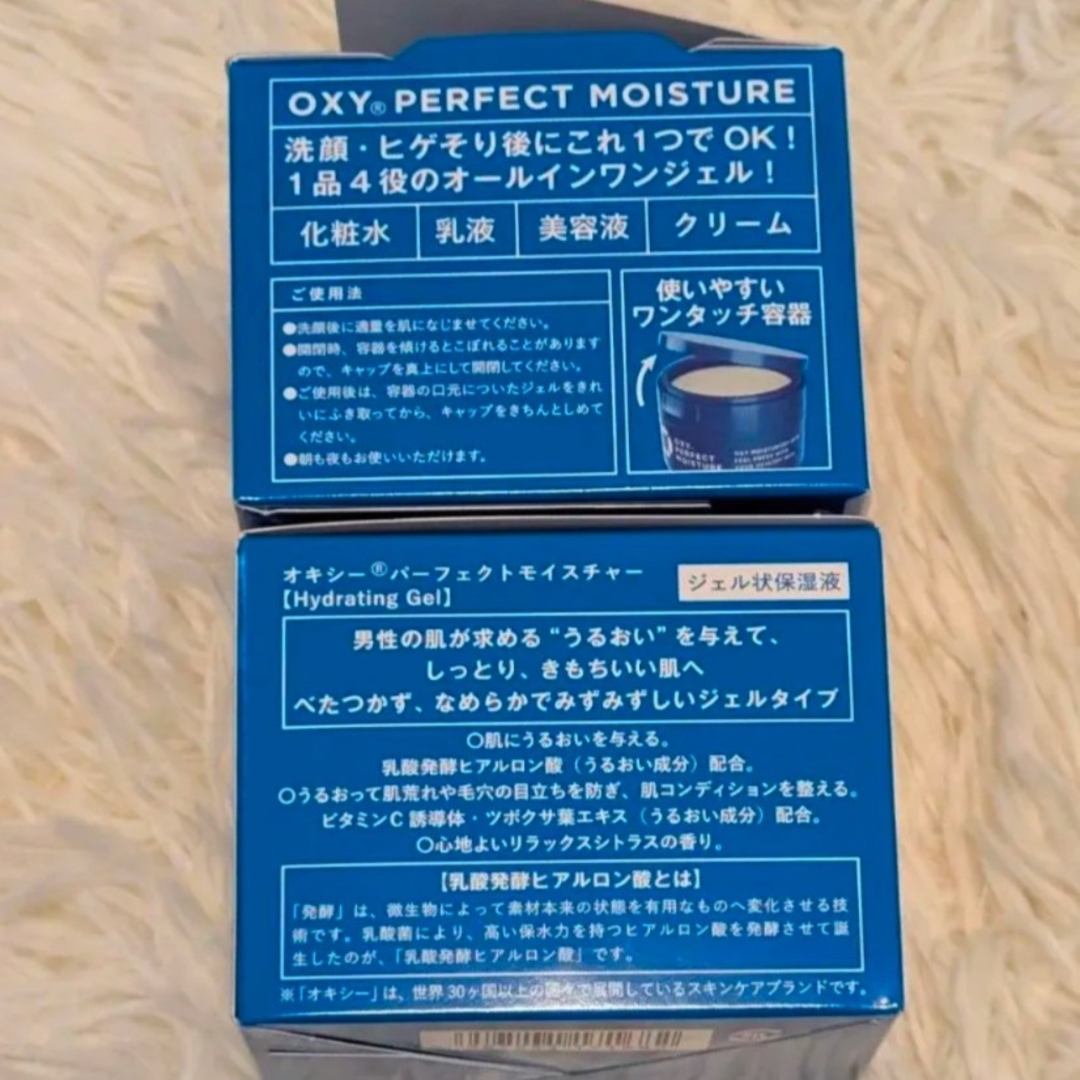 OXY® PERFECT MOISTURE
洗顔・ヒゲそり後にこれ1つでOK!
1品4役のオールインワンジェル!
化粧水 乳液 美容液 クリーム
ご使用法
●洗顔後に適量を肌になじませてください。
●開閉時、容器を傾けるとこぼれることがあります
ので、キャップを真上にして開閉してください。
●ご使用後は、容器の口元についたジェルをきれ
いにふき取ってから、キャップをきちんとしめて
ください。
●朝も夜もお使いいただけます。
使いやすい
ワンタッチ容器
OXY
PERFECT
MOISTURE
オキシー®パーフェクトモイスチャー
【Hydrating Gel】
ジェル状保湿液
男性の肌が求める“うるおい”を与えて、
しっとり、きもちいい肌へ
べたつかず、なめらかでみずみずしいジェルタイプ
○肌にうるおいを与える。
乳酸発酵ヒアルロン酸（うるおい成分）配合。
○うるおって肌荒れや毛穴の目立ちを防ぎ、肌コンディションを整える。
ビタミンC誘導体・ツボクサ葉エキス（うるおい成分）配合。
○心地よいリラックスシトラスの香り。
【乳酸発酵ヒアルロン酸とは】
「発酵」は、微生物によって素材本来の状態を有用なものへ変化させる技
術です。乳酸菌により、高い保水力を持つヒアルロン酸を発酵させて誕
生したのが、「乳酸発酵ヒアルロン酸」です。
※「オキシー」は、世界30ヶ国以上の国々で展開しているスキンケアブランドです。